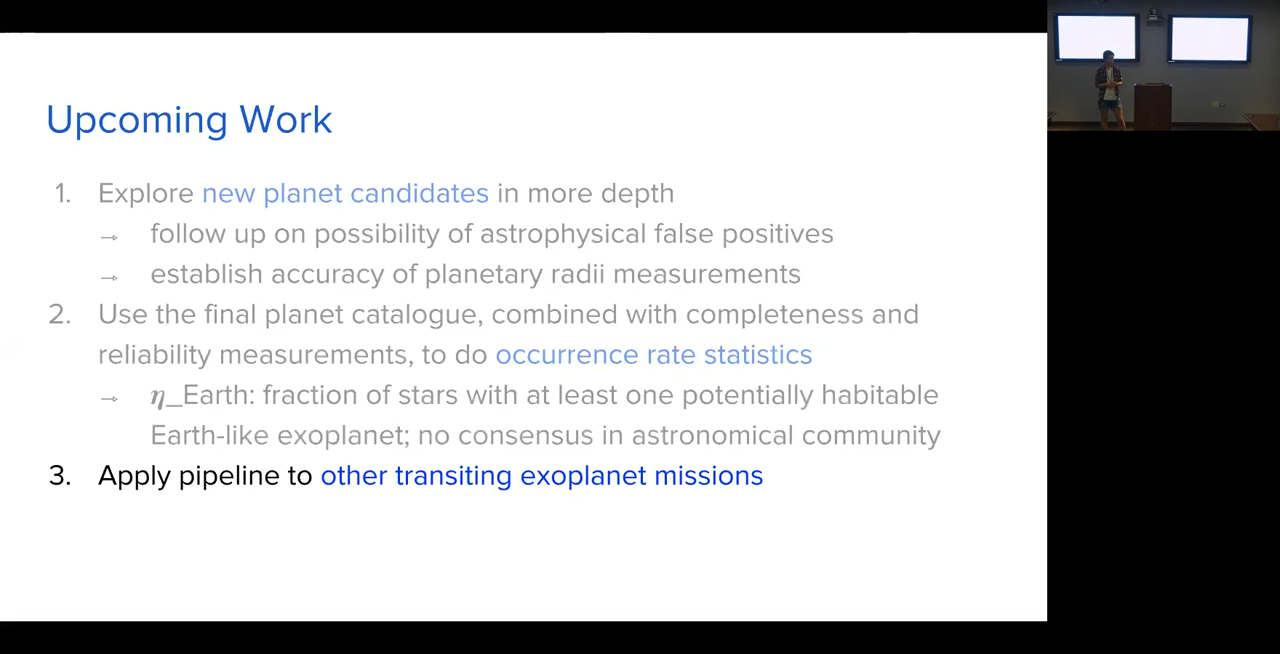 Upcoming Work
1. Explore new planet candidates in more depth
→ follow up on possibility of astrophysical false positives
→ establish accuracy of planetary radii measurements
2. Use the final planet catalogue, combined with completeness and
reliability measurements, to do occurrence rate statistics
→ η_Earth: fraction of stars with at least one potentially habitable
Earth-like exoplanet; no consensus in astronomical community
3. Apply pipeline to other transiting exoplanet missions